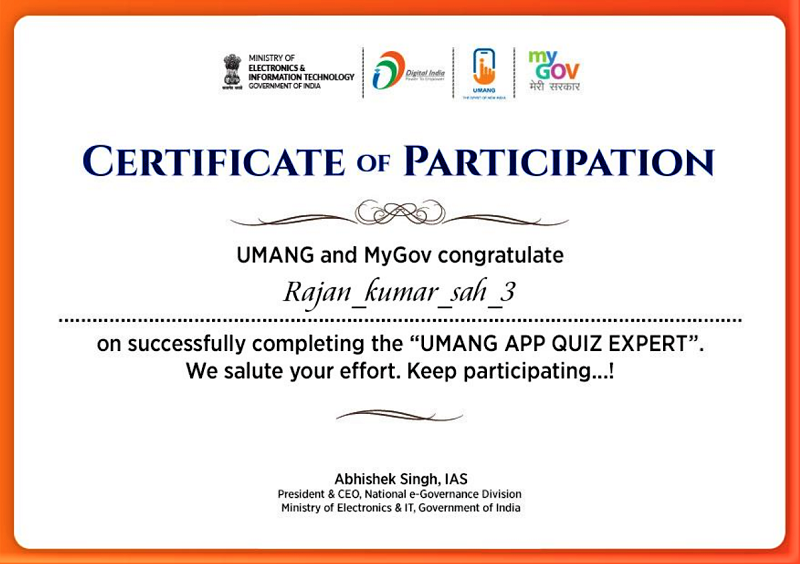 MINISTRY OF
ELECTRONICS &
INFORMATION TECHNOLOGY
GOVERNMENT OF INDIA
सत्यमेव जयते
Digital India
Power To Empower
UMANG
THE SPIRIT OF NEW INDIA
my
GOV
मेरी सरकार
CERTIFICATE OF PARTICIPATION
UMANG and MyGov congratulate
Rajan_kumar_sah_3
on successfully completing the “UMANG APP QUIZ EXPERT”.
We salute your effort. Keep participating...!
Abhishek Singh, IAS
President & CEO, National e-Governance Division
Ministry of Electronics & IT, Government of India